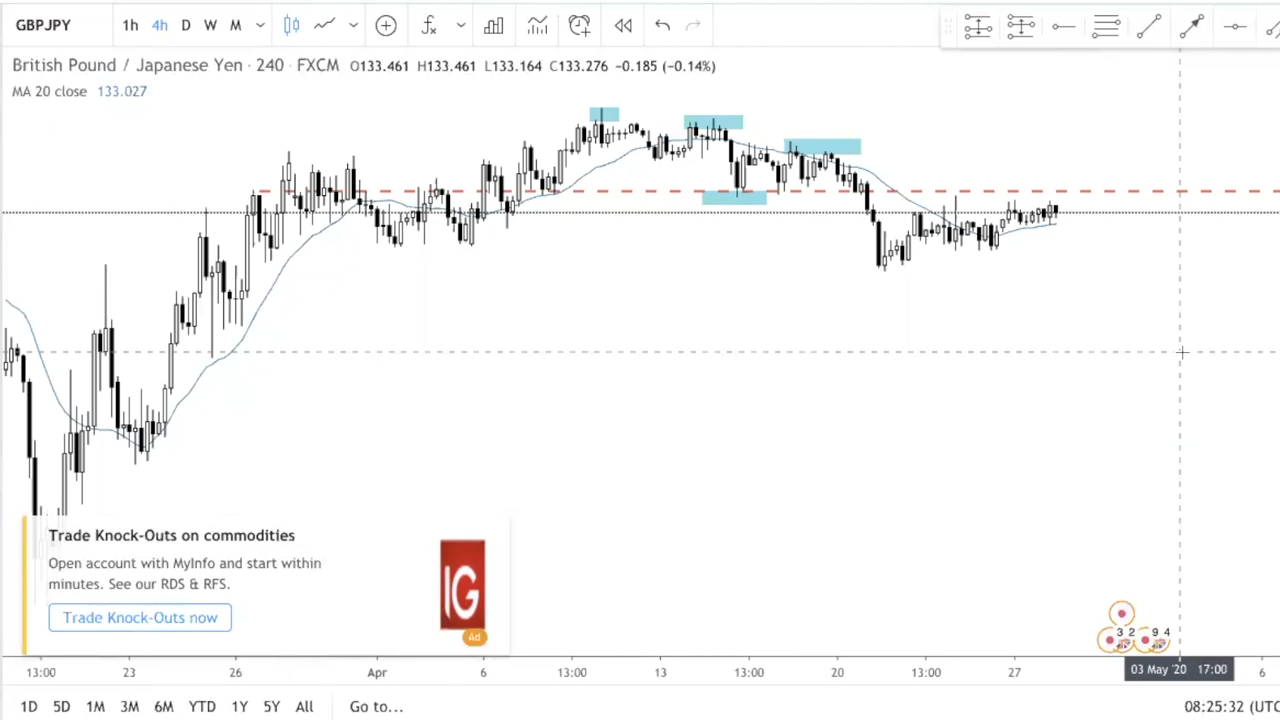 GBPJPY 1h 4h D W M
British Pound / Japanese Yen · 240 · FXCM O133.461 H133.461 L133.164 C133.276 −0.185 (−0.14%)
MA 20 close 133.027
Trade Knock-Outs on commodities
Open account with MyInfo and start within
minutes. See our RDS & RFS.
Trade Knock-Outs now
IG
Ad
3 2 9 4
13:00 23 26 Apr 6 13:00 13 13:00 20 13:00 27 03 May '20 17:00 6
1D 5D 1M 3M 6M YTD 1Y 5Y All Go to... 08:25:32 (UTC